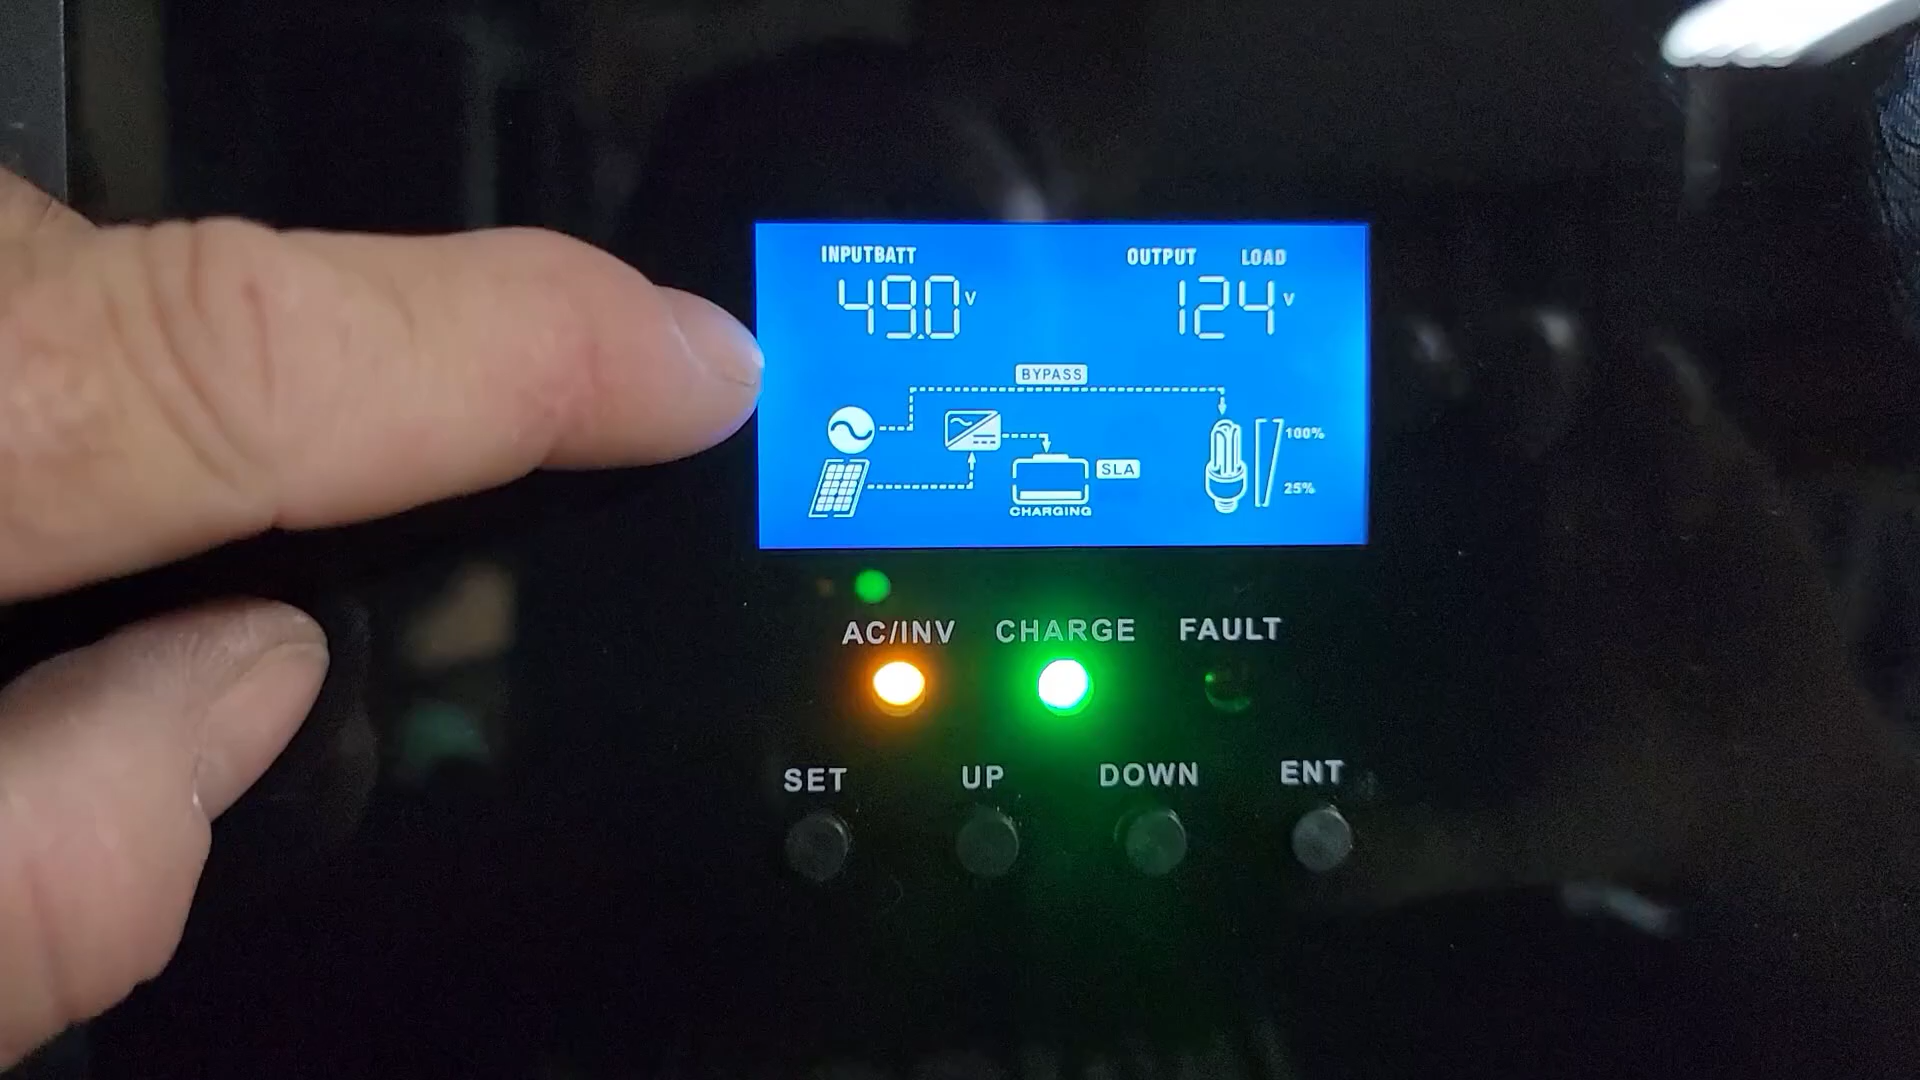 INPUTBATT OUTPUT LOAD
49.0V 124V
BYPASS
100%
SLA
25%
CHARGING
AC/INV CHARGE FAULT
SET UP DOWN ENT